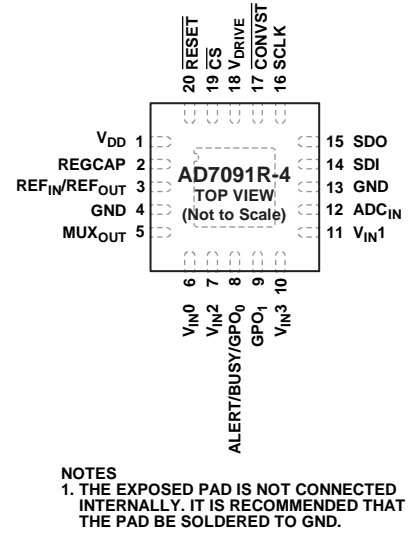 20 RESET
19 CS
18 VDRIVE
17 CONVST
16 SCLK
VDD 1
REGCAP 2
REFIN/REFOUT 3
GND 4
MUXOUT 5
AD7091R-4
TOP VIEW
(Not to Scale)
15 SDO
14 SDI
13 GND
12 ADCIN
11 VIN1
6 VIN0
7 VIN2
8 ALERT/BUSY/GPO0
9 GPO1
10 VIN3
NOTES
1. THE EXPOSED PAD IS NOT CONNECTED
INTERNALLY. IT IS RECOMMENDED THAT
THE PAD BE SOLDERED TO GND.